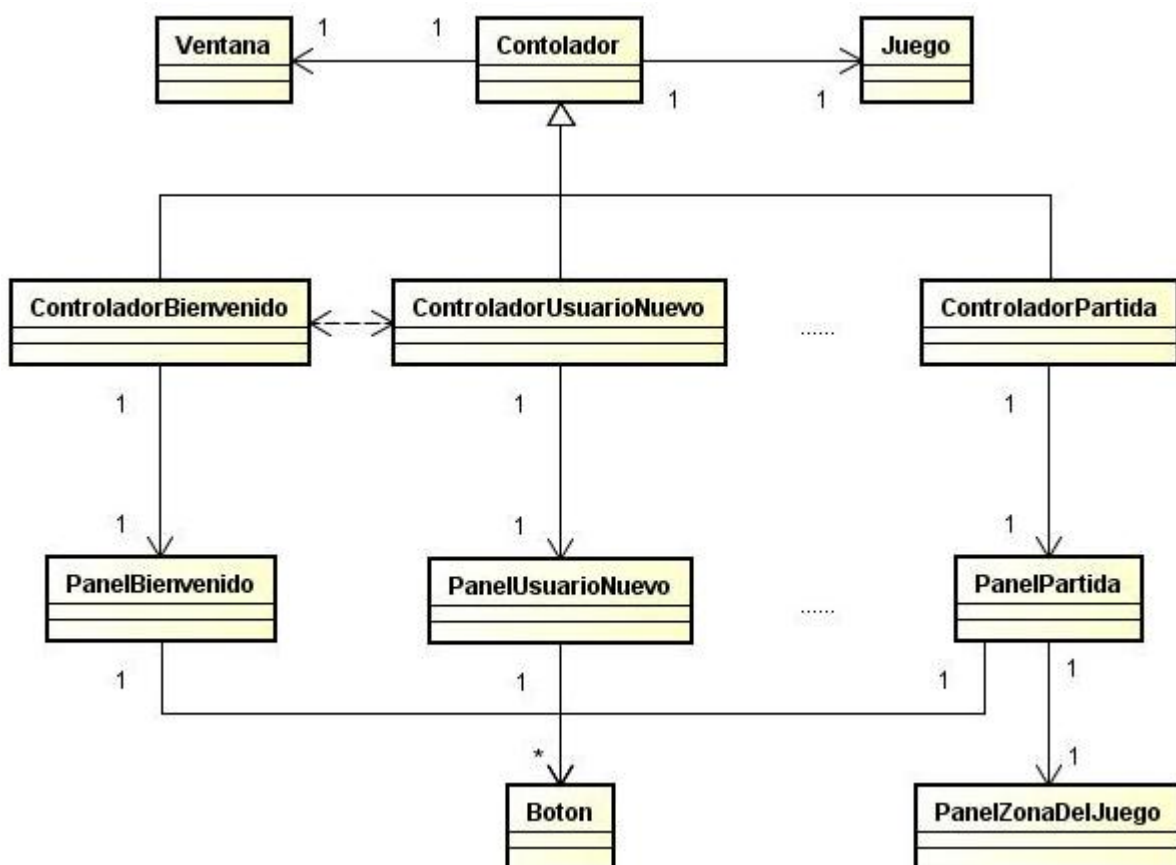 1 1
Ventana Contolador Juego
1 1
ControladorBienvenido ControladorUsuarioNuevo ControladorPartida
......
1 1 1
1 1 1
PanelBienvenido PanelUsuarioNuevo PanelPartida
......
1 1 1 1
* 1
Boton PanelZonaDelJuego